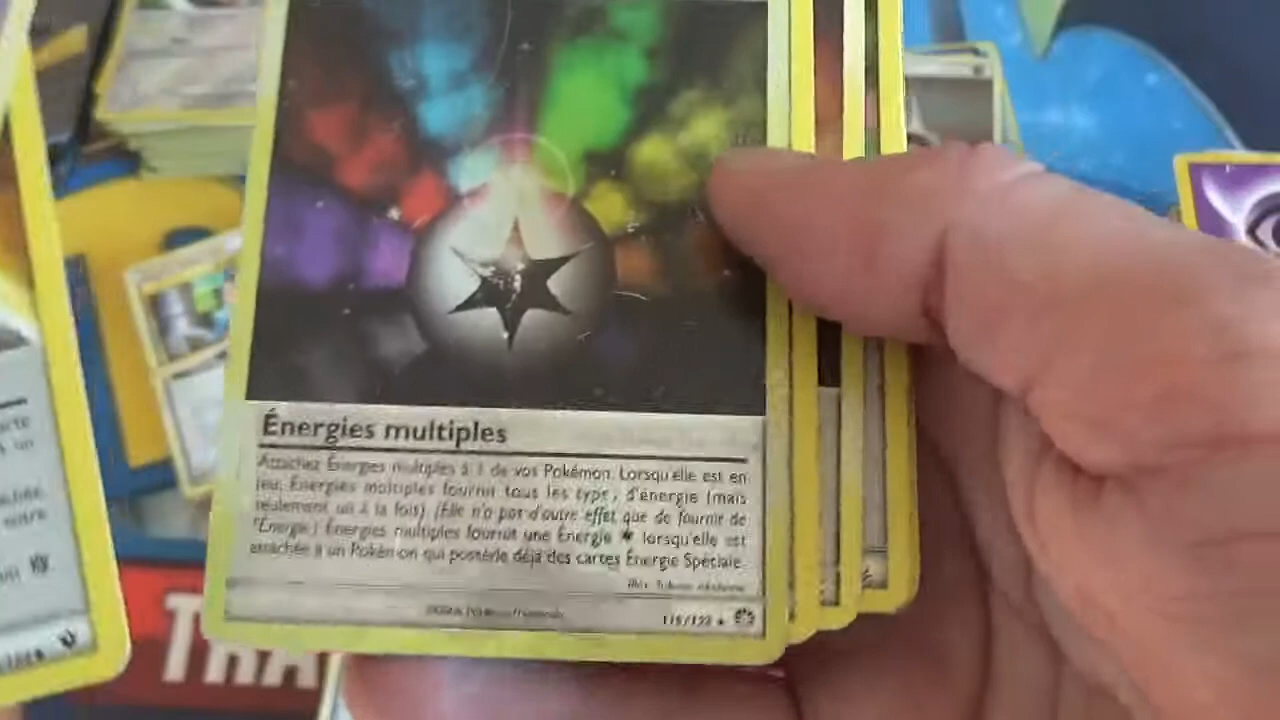 Énergies multiples
Attachez Énergies multiples à 1 de vos Pokémon. Lorsqu'elle est en
jeu, Énergies multiples fournit tous les types d'énergie (mais
seulement un à la fois). (Elle n'a pas d'autre effet que de fournir de
l'Énergie.) Énergies multiples fournit une Énergie lorsqu'elle est
attachée à un Pokémon qui possède déjà des cartes Énergie Spéciale.
Illus.
TRA